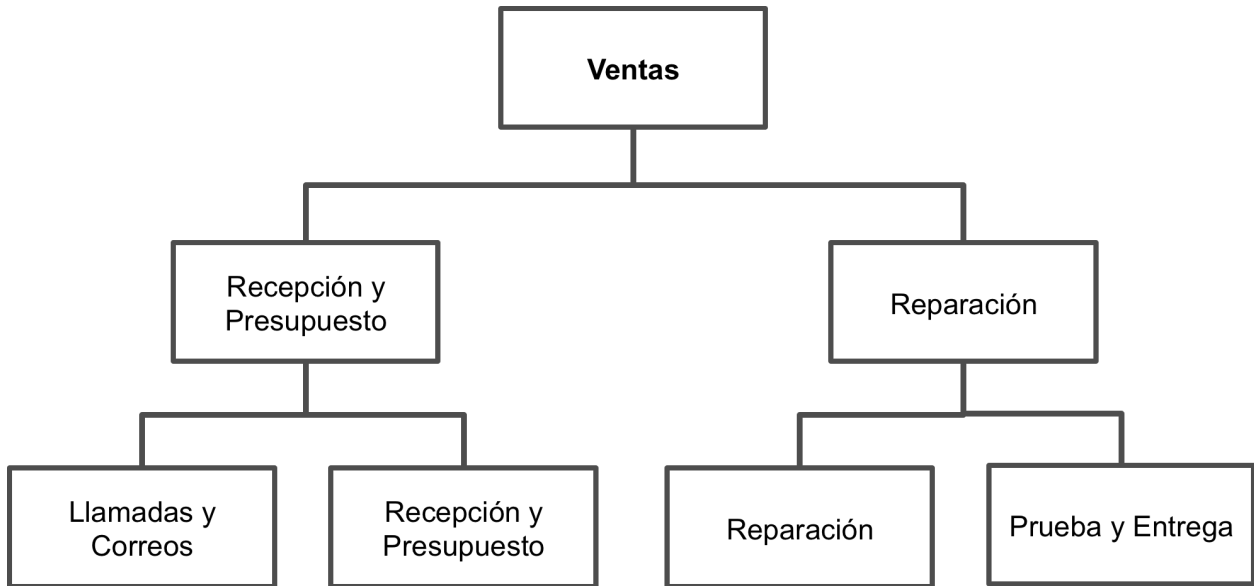 Ventas
Recepción y
Presupuesto
Reparación
Llamadas y
Correos
Recepción y
Presupuesto
Reparación
Prueba y Entrega